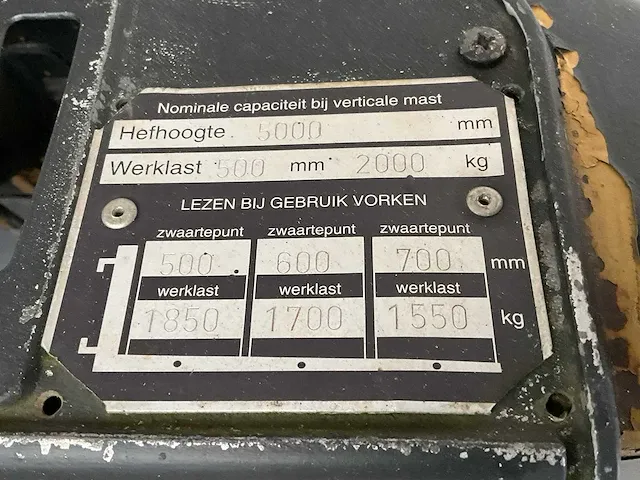 Nominale capaciteit bij verticale mast
Hefhoogte 5000 mm
Werklast 500 mm 2000 kg
LEZEN BIJ GEBRUIK VORKEN
zwaartepunt zwaartepunt zwaartepunt
500 600 700 mm
werklast werklast werklast
1850 1700 1550 kg